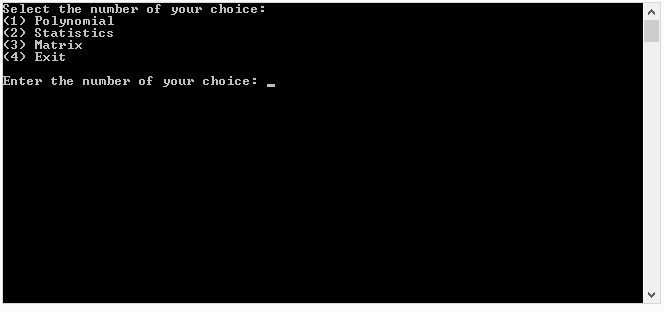 Select the number of your choice:
(1) Polynomial
(2) Statistics
(3) Matrix
(4) Exit
Enter the number of your choice: _